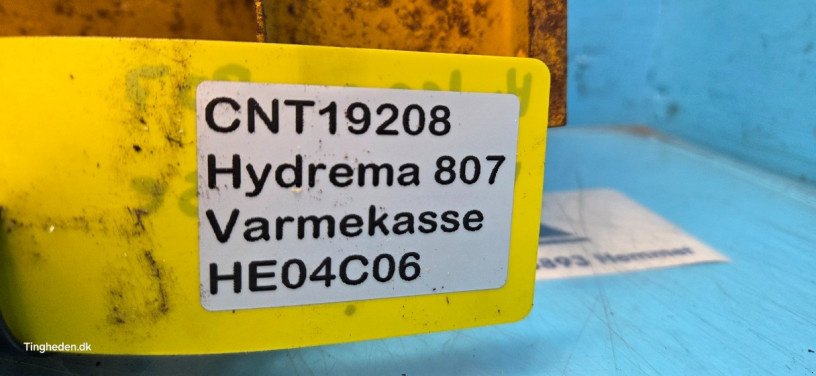 CNT19208
Hydrema 807
Varmekasse
HE04C06
Tingheden.dk